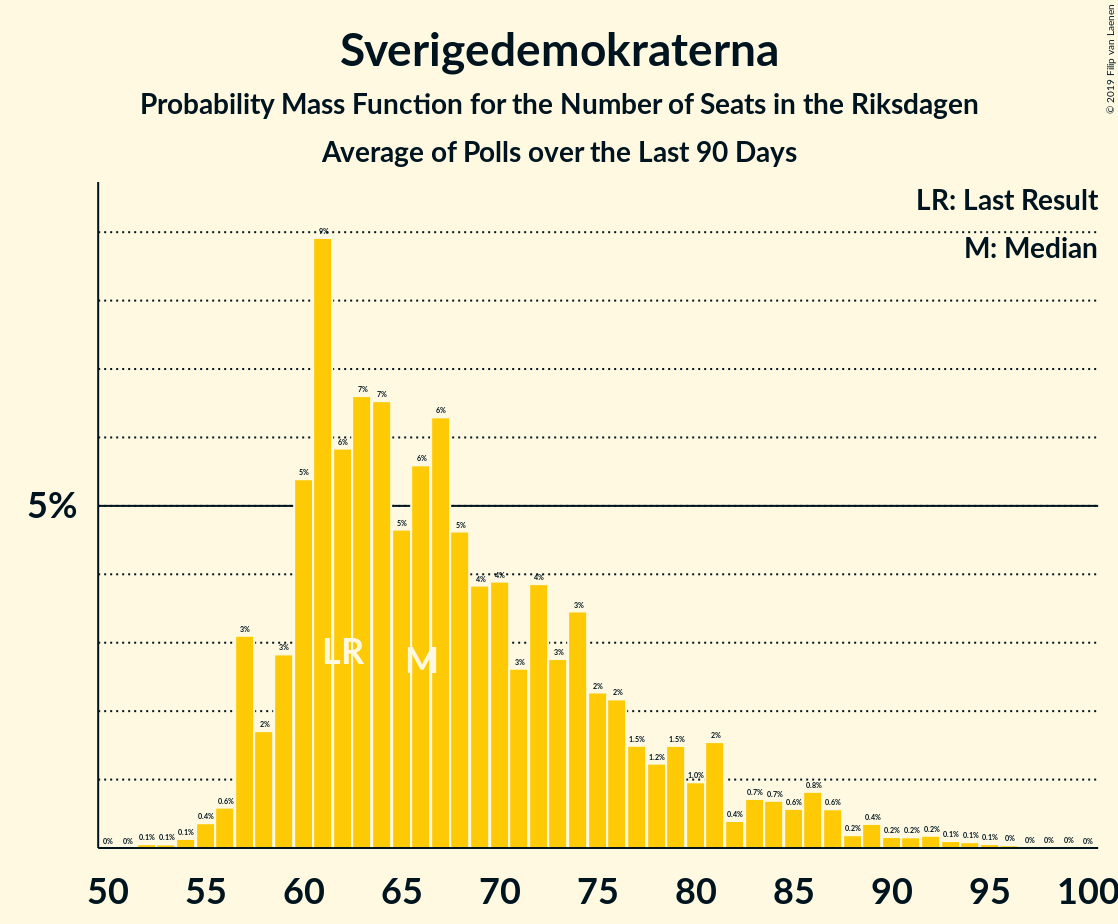 Sverigedemokraterna
Probability Mass Function for the Number of Seats in the Riksdagen
Average of Polls over the Last 90 Days
© 2019 Filip van Laenen
LR: Last Result
M: Median
5%
0% 0% 0.1% 0.1% 0.1% 0.4% 0.6% 3% 2% 3% 5% 9% 6% 7% 7% 5% 6% 6% 5% 4% 4% 3% 4% 3% 3% 2% 2% 1.5% 1.2% 1.5% 1.0% 2% 0.4% 0.7% 0.7% 0.6% 0.8% 0.6% 0.2% 0.4% 0.2% 0.2% 0.2% 0.1% 0.1% 0.1% 0% 0% 0% 0% 0%
LR M
50 55 60 65 70 75 80 85 90 95 100